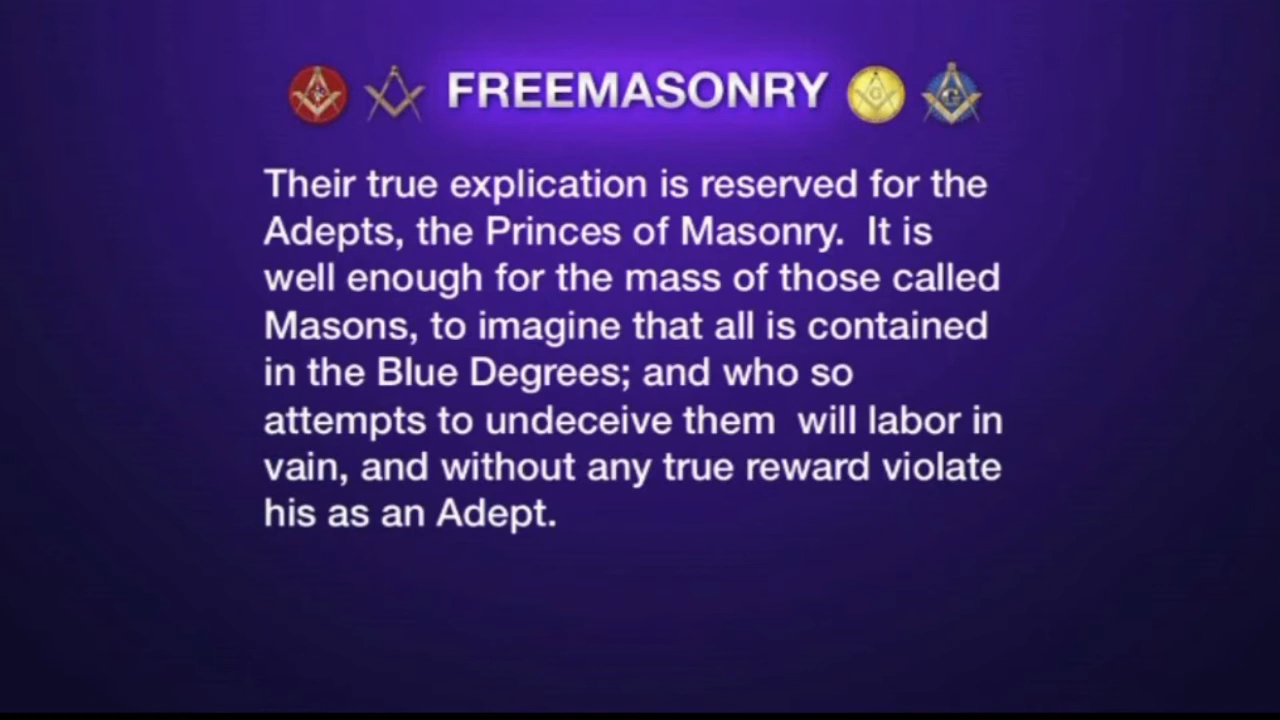 FREEMASONRY
Their true explication is reserved for the
Adepts, the Princes of Masonry.  It is
well enough for the mass of those called
Masons, to imagine that all is contained
in the Blue Degrees; and who so
attempts to undeceive them  will labor in
vain, and without any true reward violate
his as an Adept.